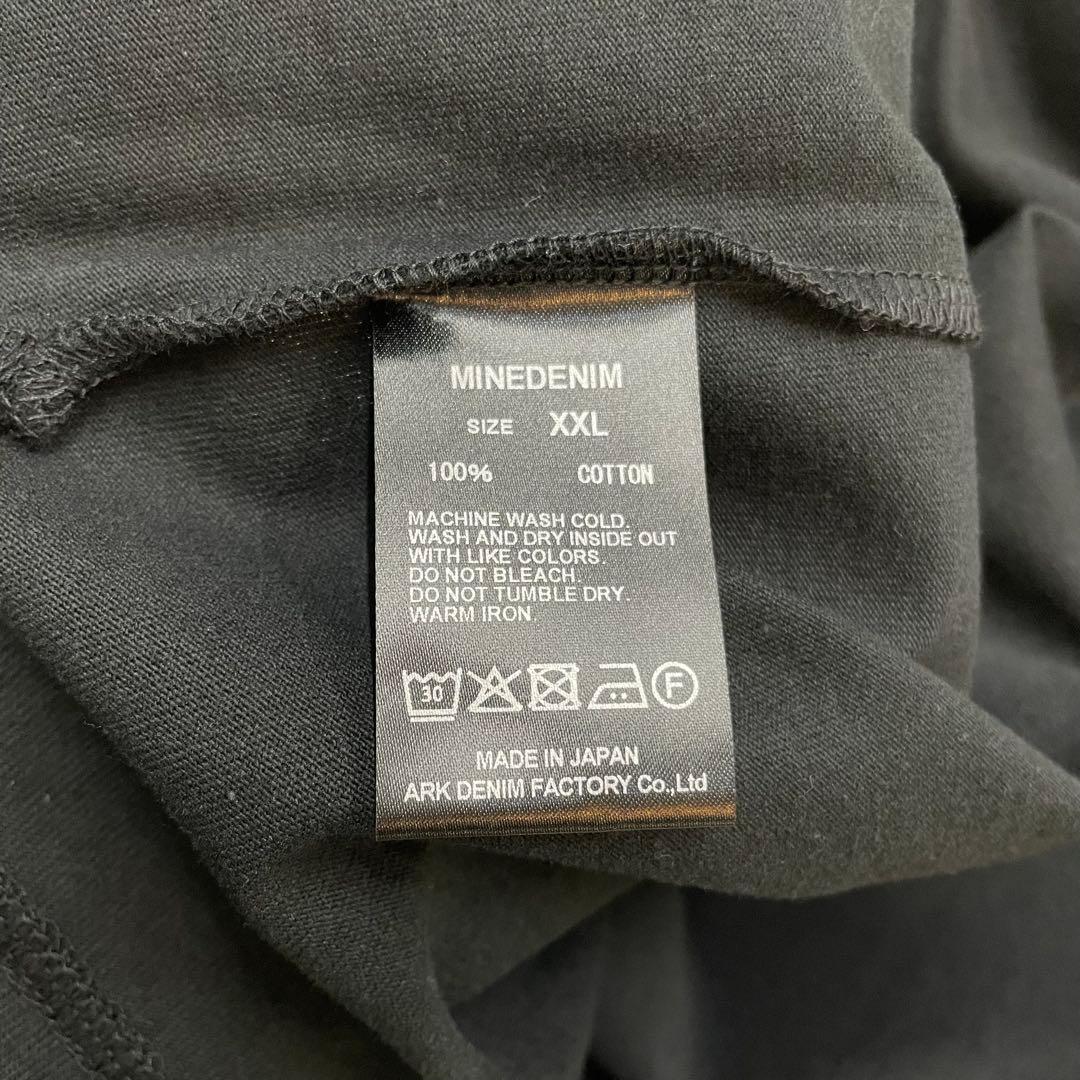 MINEDENIM
SIZE XXL
100% COTTON
MACHINE WASH COLD.
WASH AND DRY INSIDE OUT
WITH LIKE COLORS.
DO NOT BLEACH.
DO NOT TUMBLE DRY.
WARM IRON.
30 F
MADE IN JAPAN
ARK DENIM FACTORY Co.,Ltd